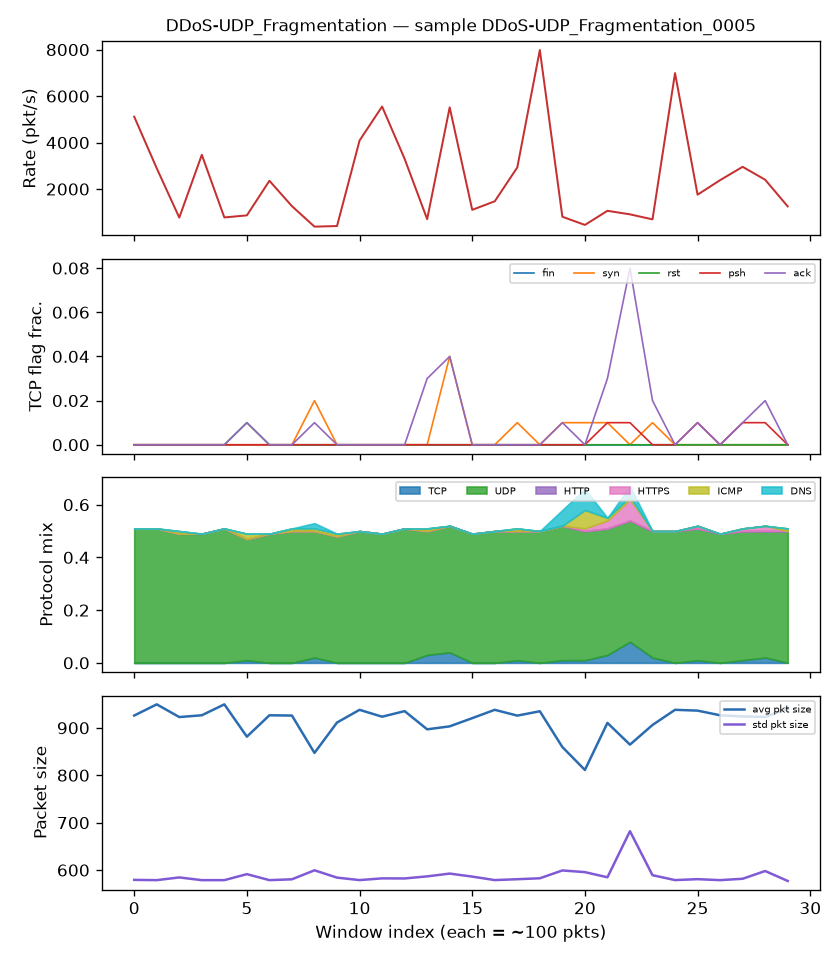 DDoS-UDP_Fragmentation — sample DDoS-UDP_Fragmentation_0005
8000
6000
4000
2000
Rate (pkt/s)
fin syn rst psh ack
0.08
0.06
0.04
0.02
0.00
TCP flag frac.
TCP UDP HTTP HTTPS ICMP DNS
0.6
0.4
0.2
0.0
Protocol mix
avg pkt size
std pkt size
900
800
700
600
Packet size
0 5 10 15 20 25 30
Window index (each = ~100 pkts)